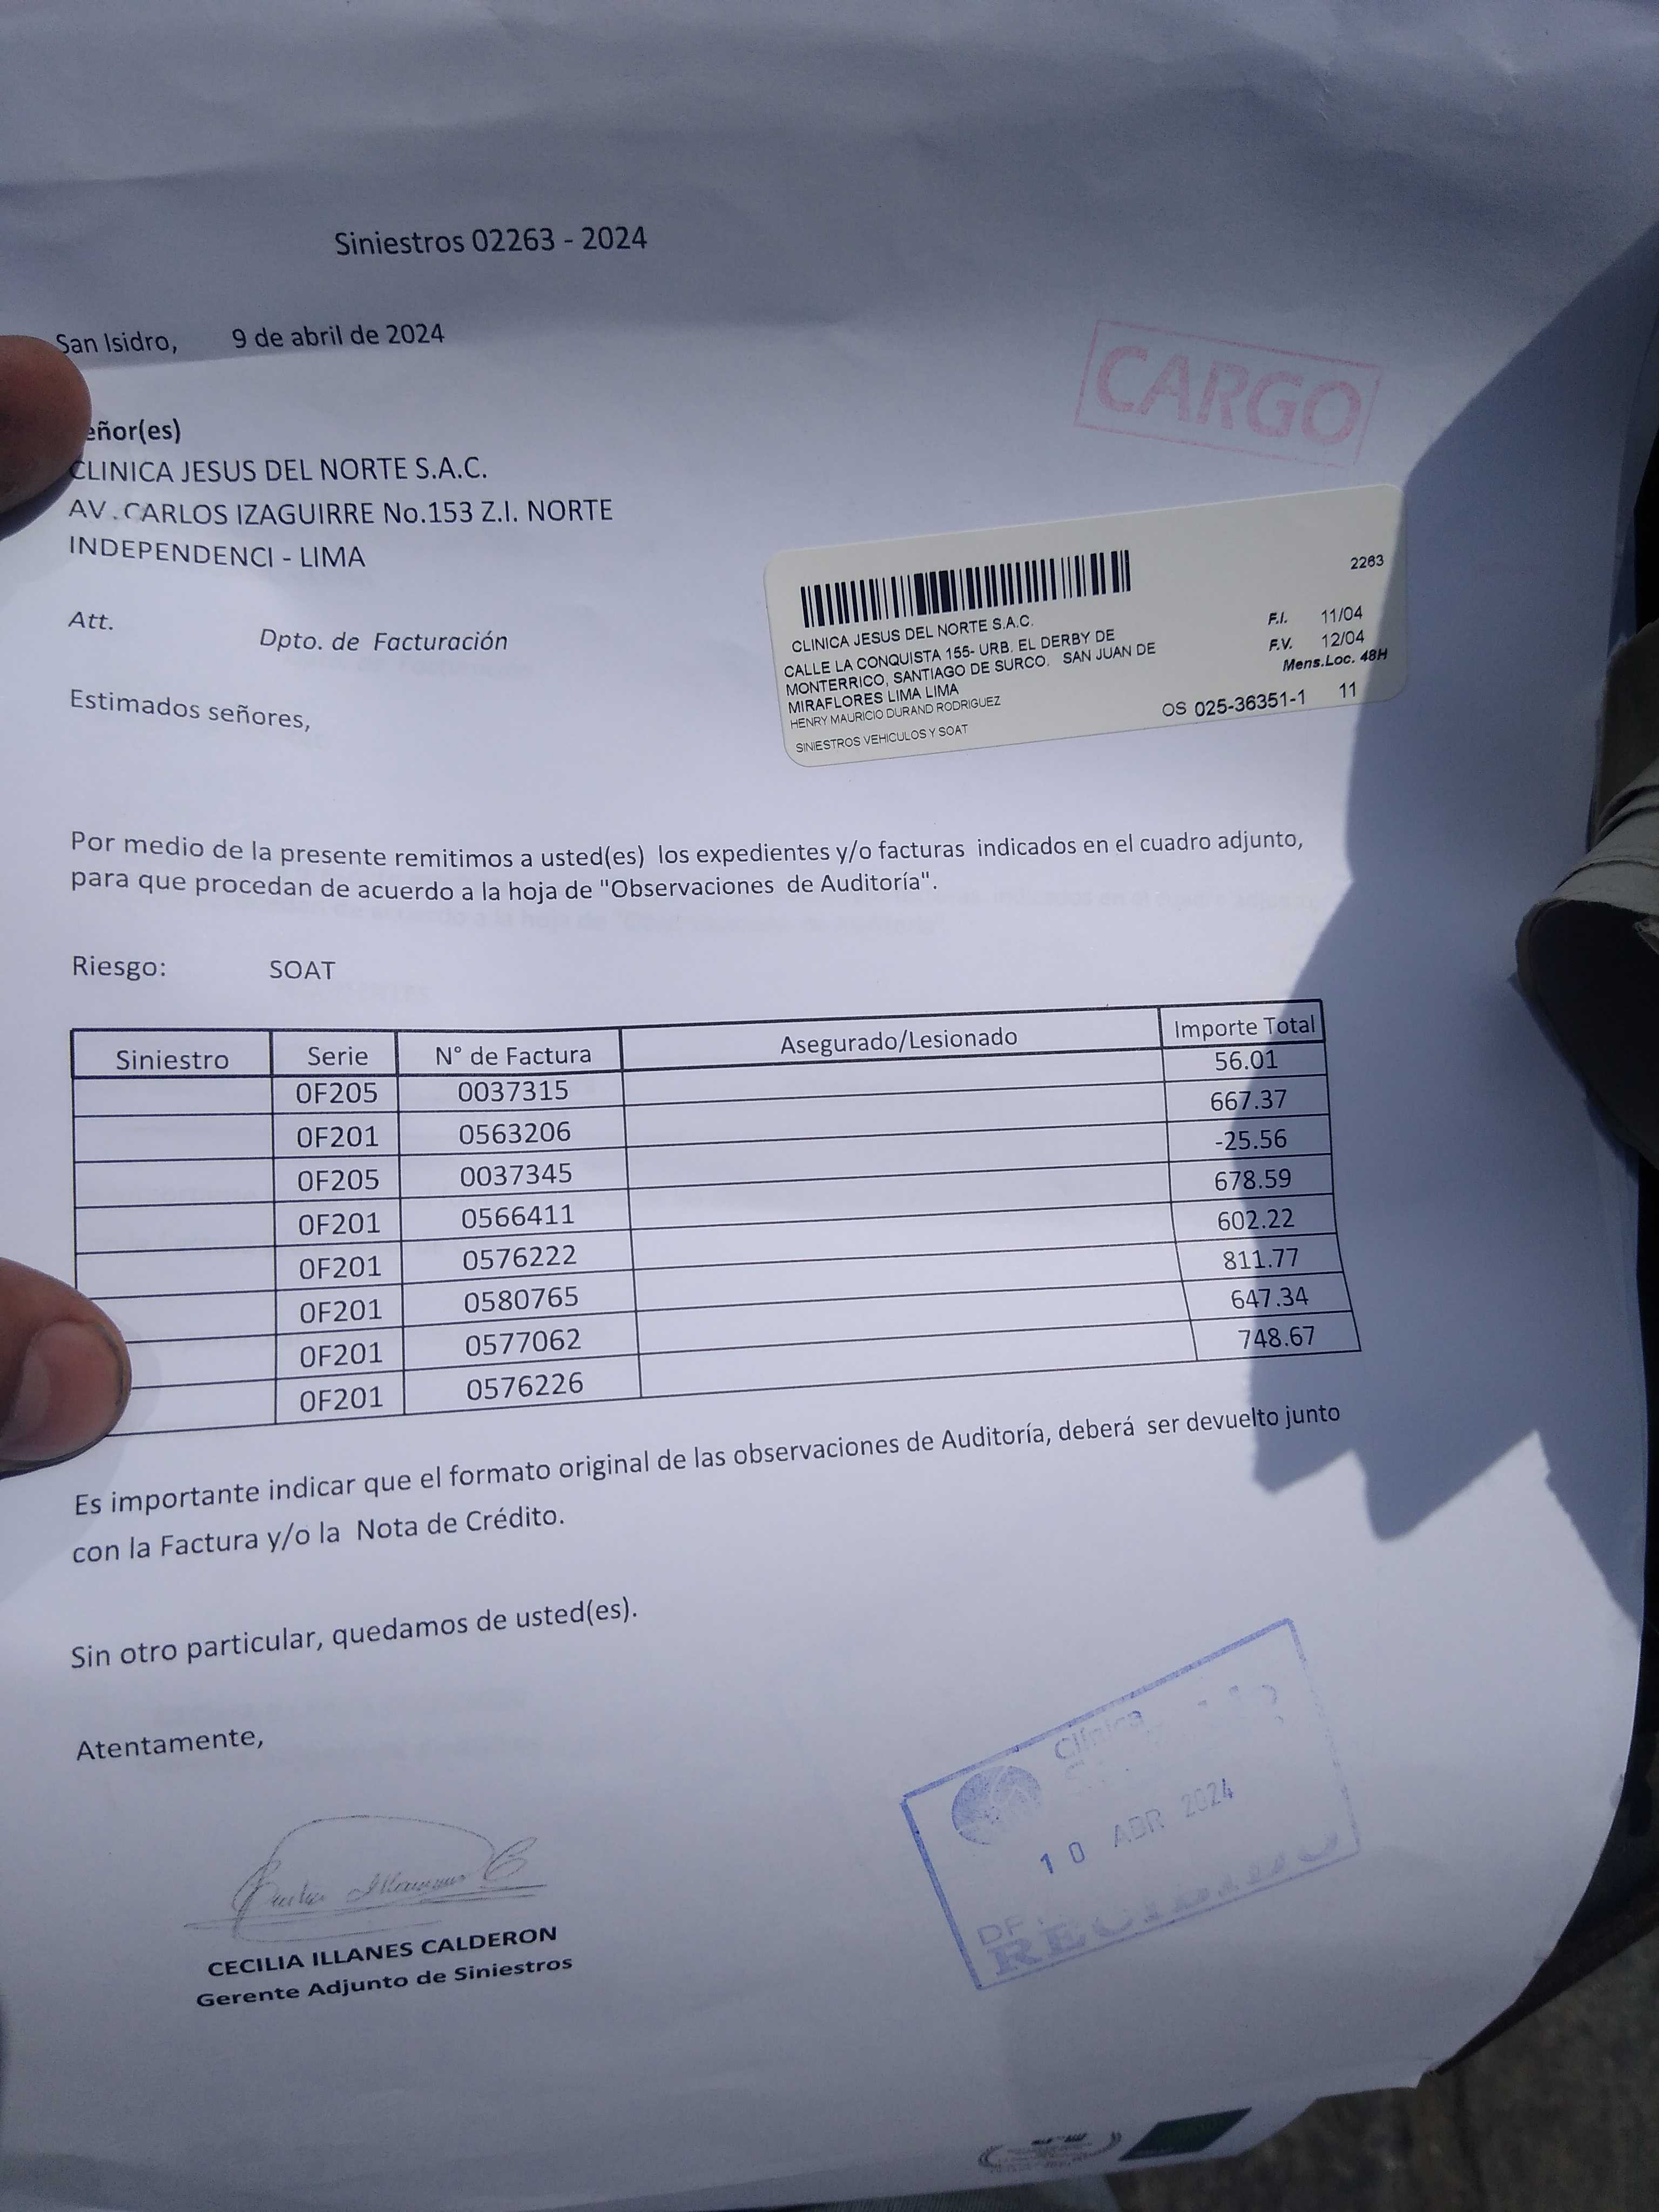 Siniestros 02263 - 2024
San Isidro, 9 de abril de 2024
CARGO
eñor(es)
CLINICA JESUS DEL NORTE S.A.C.
AV. CARLOS IZAGUIRRE No.153 Z.I. NORTE
INDEPENDENCI - LIMA
2263
CLINICA JESUS DEL NORTE S.A.C.
F.I. 11/04
CALLE LA CONQUISTA 155- URB. EL DERBY DE
F.V. 12/04
MONTERRICO, SANTIAGO DE SURCO, SAN JUAN DE
Mens.Loc. 48H
MIRAFLORES LIMA LIMA
HENRY MAURICIO DURAND RODRIGUEZ
OS 025-36351-1 11
SINIESTROS VEHICULOS Y SOAT
Att. Dpto. de Facturación
Estimados señores,
Por medio de la presente remitimos a usted(es) los expedientes y/o facturas indicados en el cuadro adjunto,
para que procedan de acuerdo a la hoja de "Observaciones de Auditoría".
Riesgo: SOAT
Siniestro Serie N° de Factura Asegurado/Lesionado Importe Total
0F205 0037315 56.01
0F201 0563206 667.37
0F205 0037345 -25.56
0F201 0566411 678.59
0F201 0576222 602.22
0F201 0580765 811.77
0F201 0577062 647.34
0F201 0576226 748.67
Es importante indicar que el formato original de las observaciones de Auditoría, deberá ser devuelto junto
con la Factura y/o la Nota de Crédito.
Sin otro particular, quedamos de usted(es).
Atentamente,
Clínica
10 ABR 2024
RECIBIDO
CECILIA ILLANES CALDERON
Gerente Adjunto de Siniestros